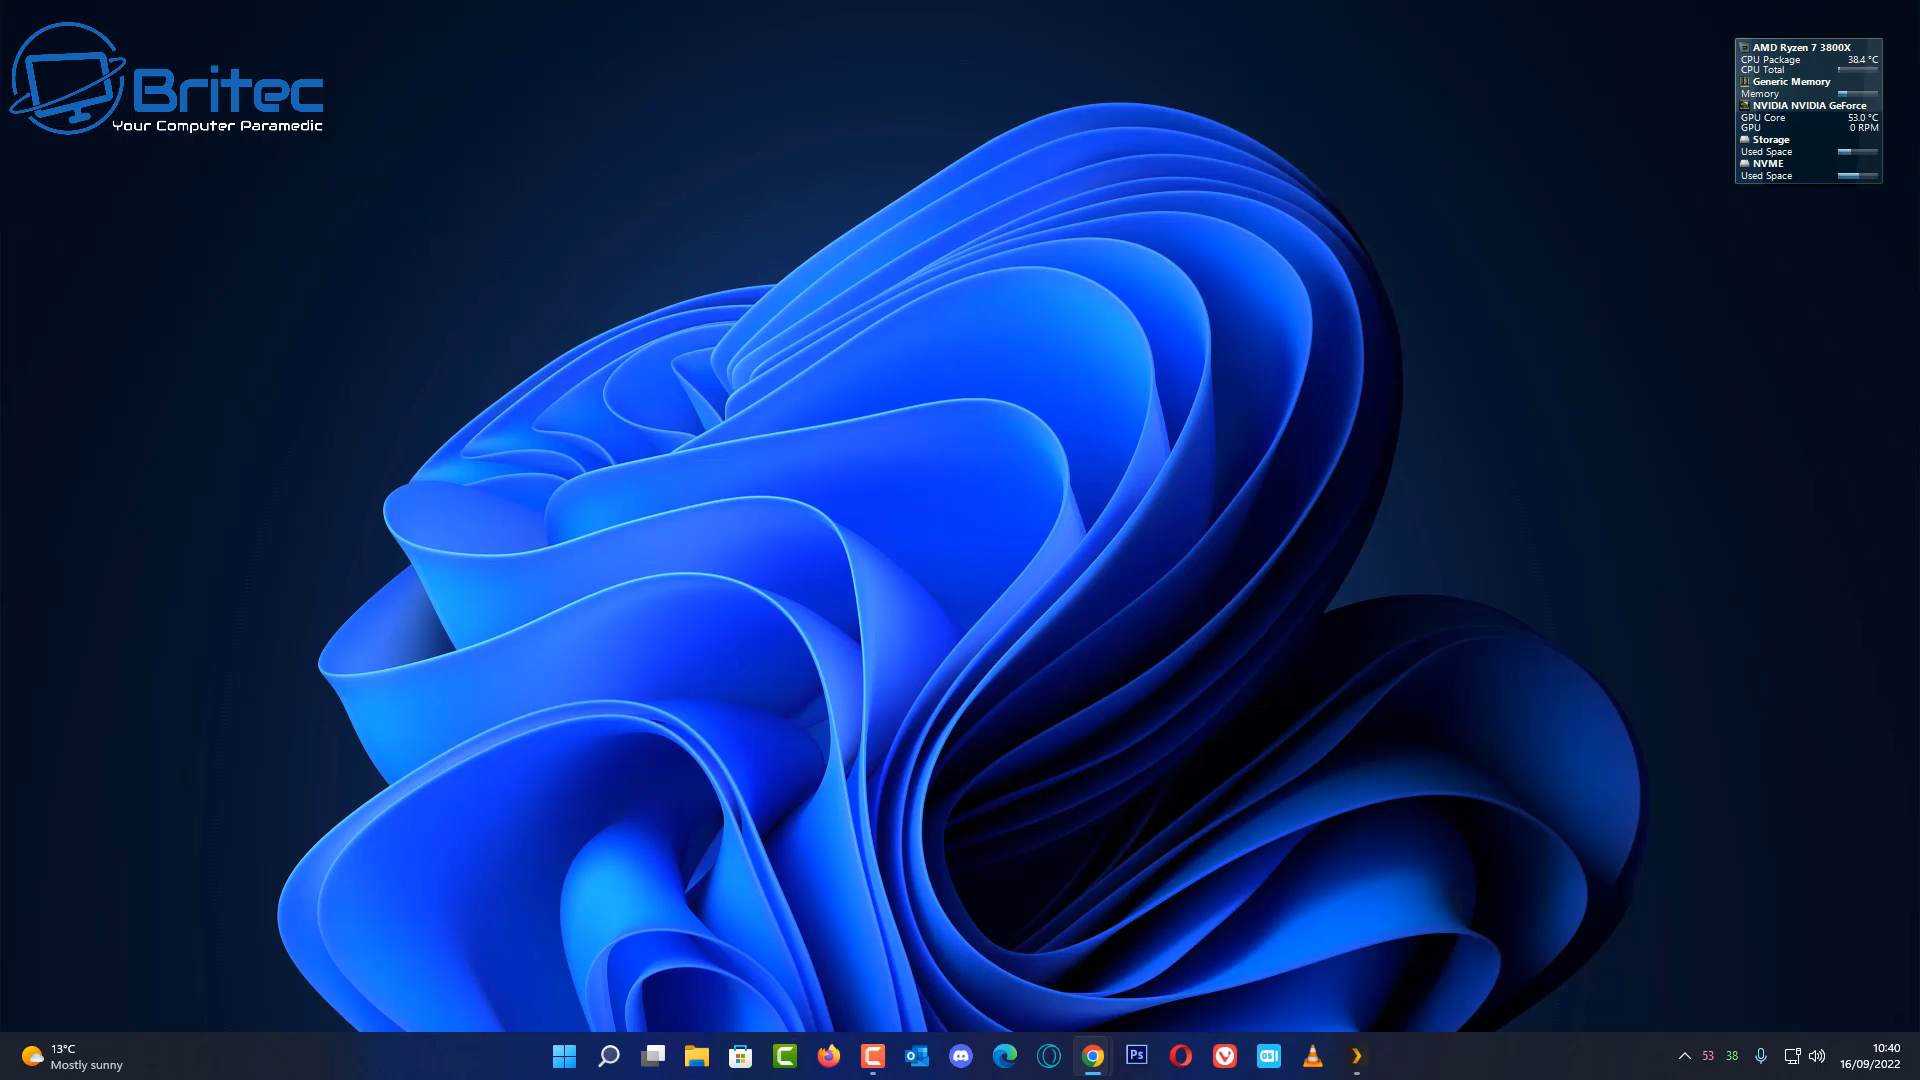 Britec
Your Computer Paramedic
AMD Ryzen 7 3800X
CPU Package 38.4 °C
CPU Total
Generic Memory
Memory
NVIDIA NVIDIA GeForce
GPU Core 53.0 °C
GPU 0 RPM
Storage
Used Space
NVME
Used Space
13°C
Mostly sunny
Ps
53 38
10:40
16/09/2022